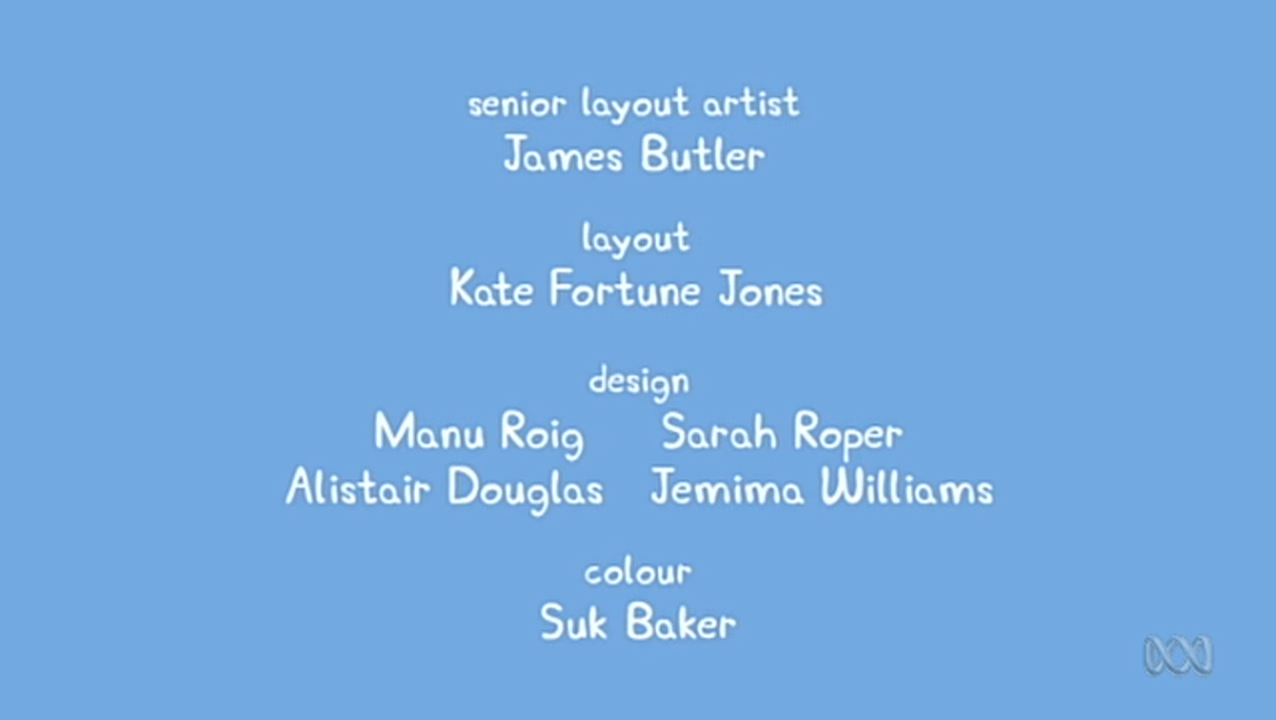 senior layout artist
James Butler
layout
Kate Fortune Jones
design
Manu Roig Sarah Roper
Alistair Douglas Jemima Williams
colour
Suk Baker